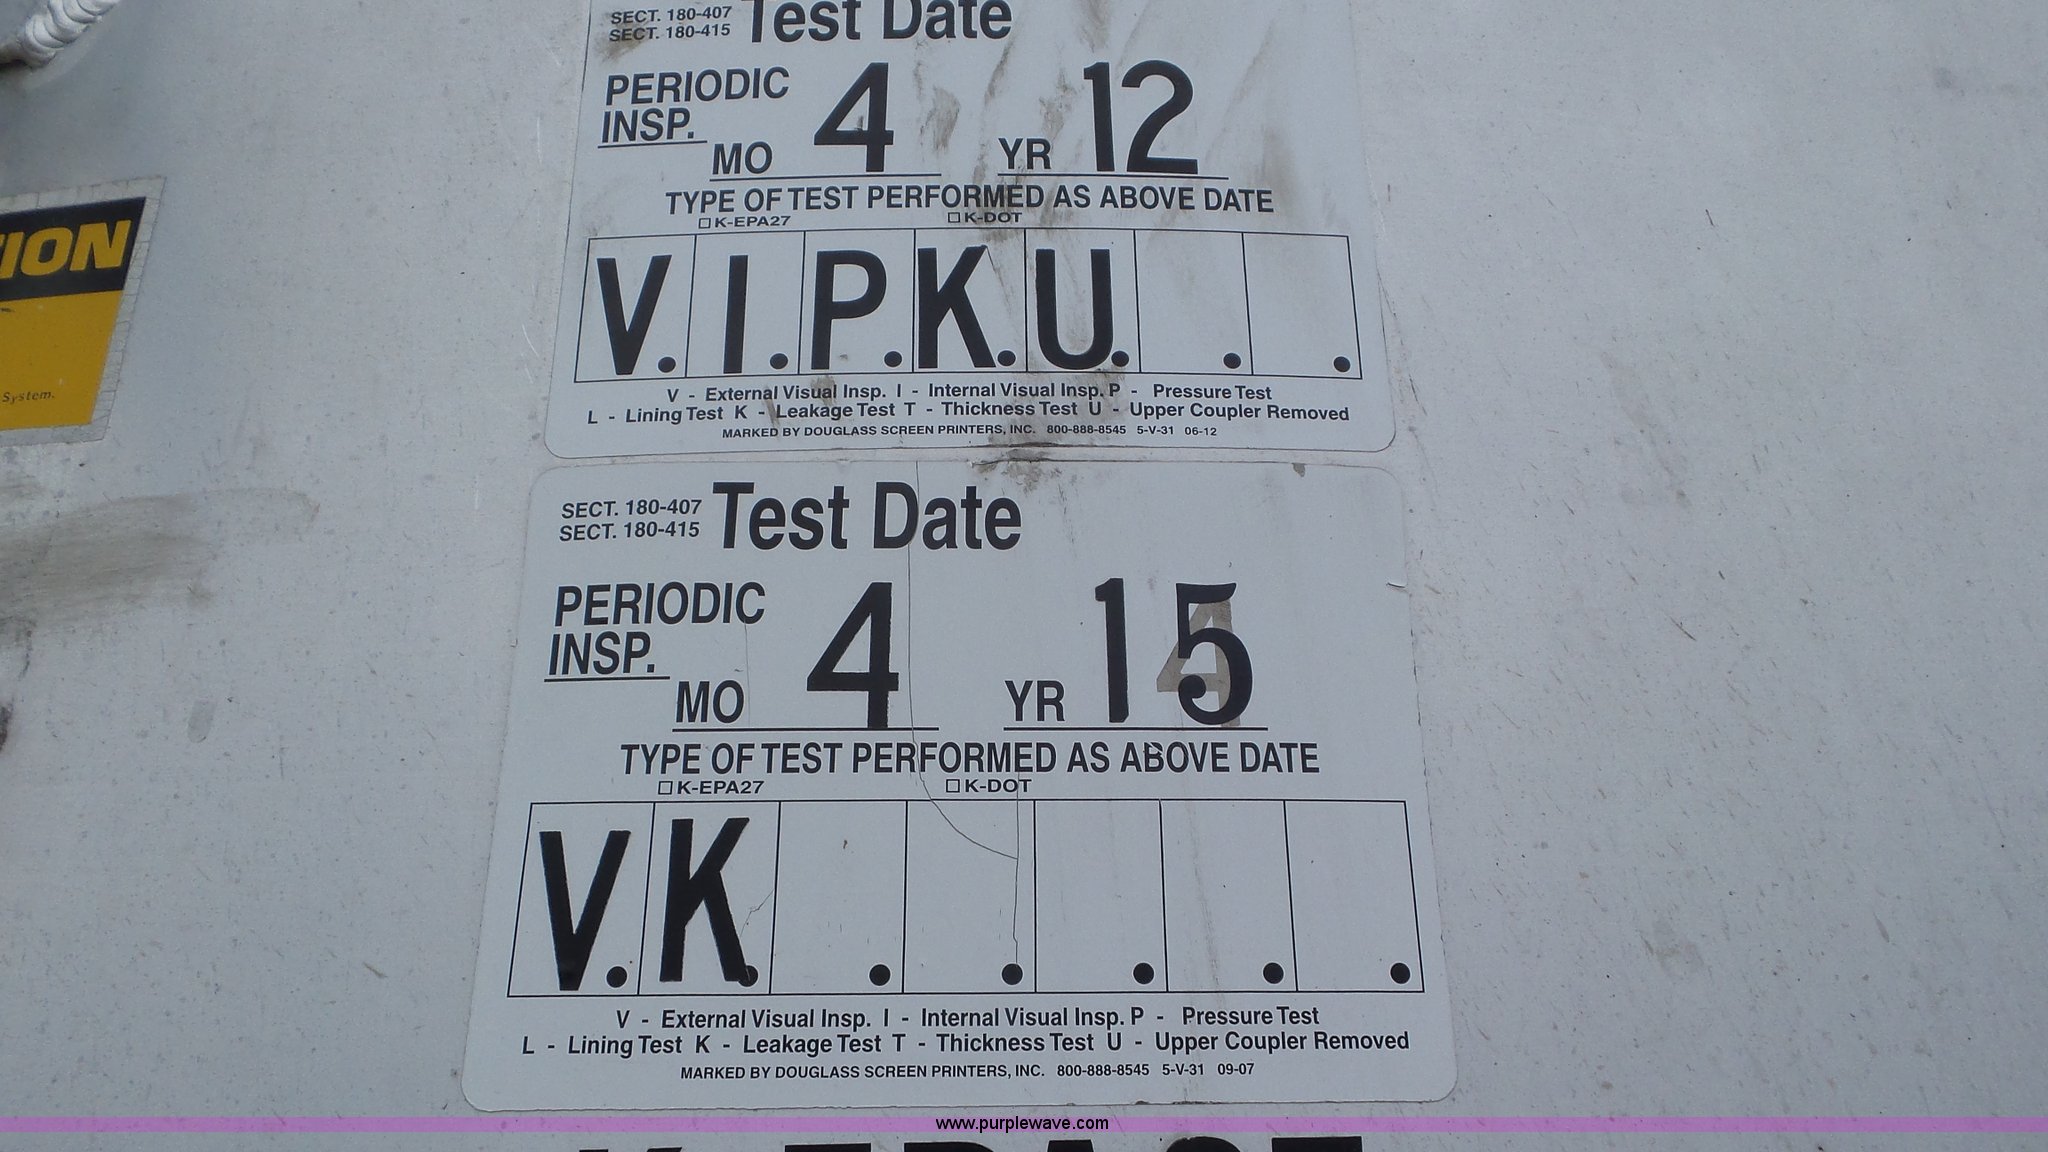 SECT. 180-407
SECT. 180-415
Test Date
PERIODIC
INSP.
MO 4 YR 12
TYPE OF TEST PERFORMED AS ABOVE DATE
☐ K-EPA27 ☐ K-DOT
V. I. P. K. U. . .
V - External Visual Insp. I - Internal Visual Insp. P - Pressure Test
L - Lining Test K - Leakage Test T - Thickness Test U - Upper Coupler Removed
MARKED BY DOUGLASS SCREEN PRINTERS, INC. 800-888-8545 5-V-31 06-12
ION
System.
SECT. 180-407
SECT. 180-415
Test Date
PERIODIC
INSP.
MO 4 YR 15
TYPE OF TEST PERFORMED AS ABOVE DATE
☐ K-EPA27 ☐ K-DOT
V. K. . . . . .
V - External Visual Insp. I - Internal Visual Insp. P - Pressure Test
L - Lining Test K - Leakage Test T - Thickness Test U - Upper Coupler Removed
MARKED BY DOUGLASS SCREEN PRINTERS, INC. 800-888-8545 5-V-31 09-07
www.purplewave.com